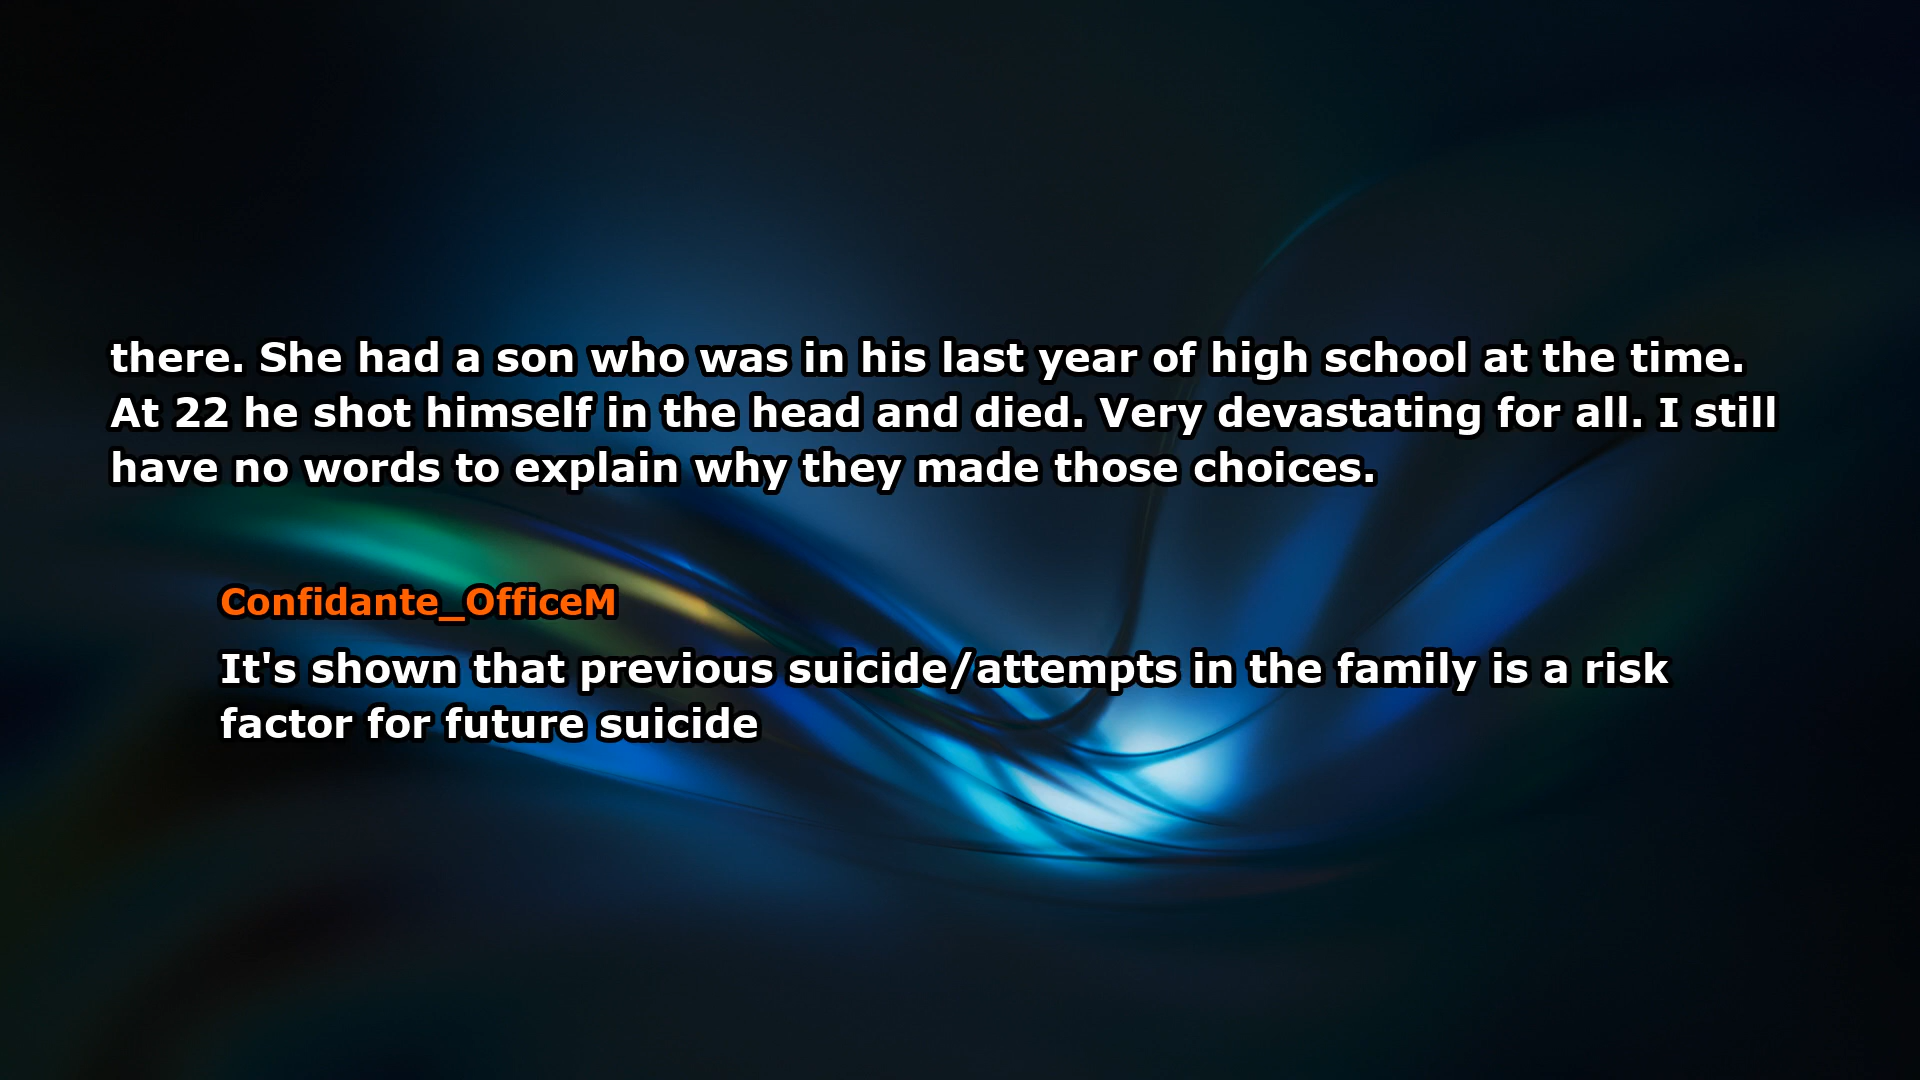 there. She had a son who was in his last year of high school at the time.
At 22 he shot himself in the head and died. Very devastating for all. I still
have no words to explain why they made those choices.
Confidante_OfficeM
It's shown that previous suicide/attempts in the family is a risk
factor for future suicide